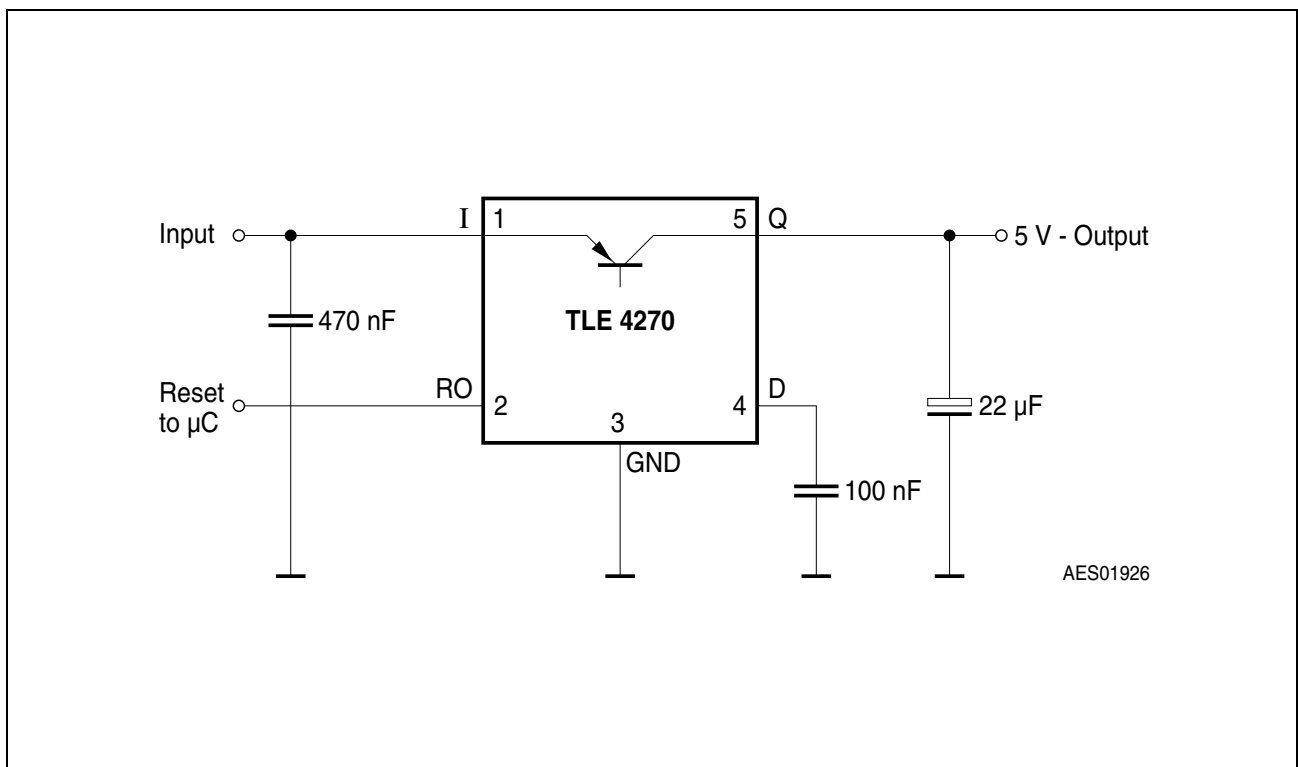 Input
I
1
5
Q
5 V - Output
470 nF
TLE 4270
Reset
to µC
RO
2
3
GND
4
D
22 µF
100 nF
AES01926